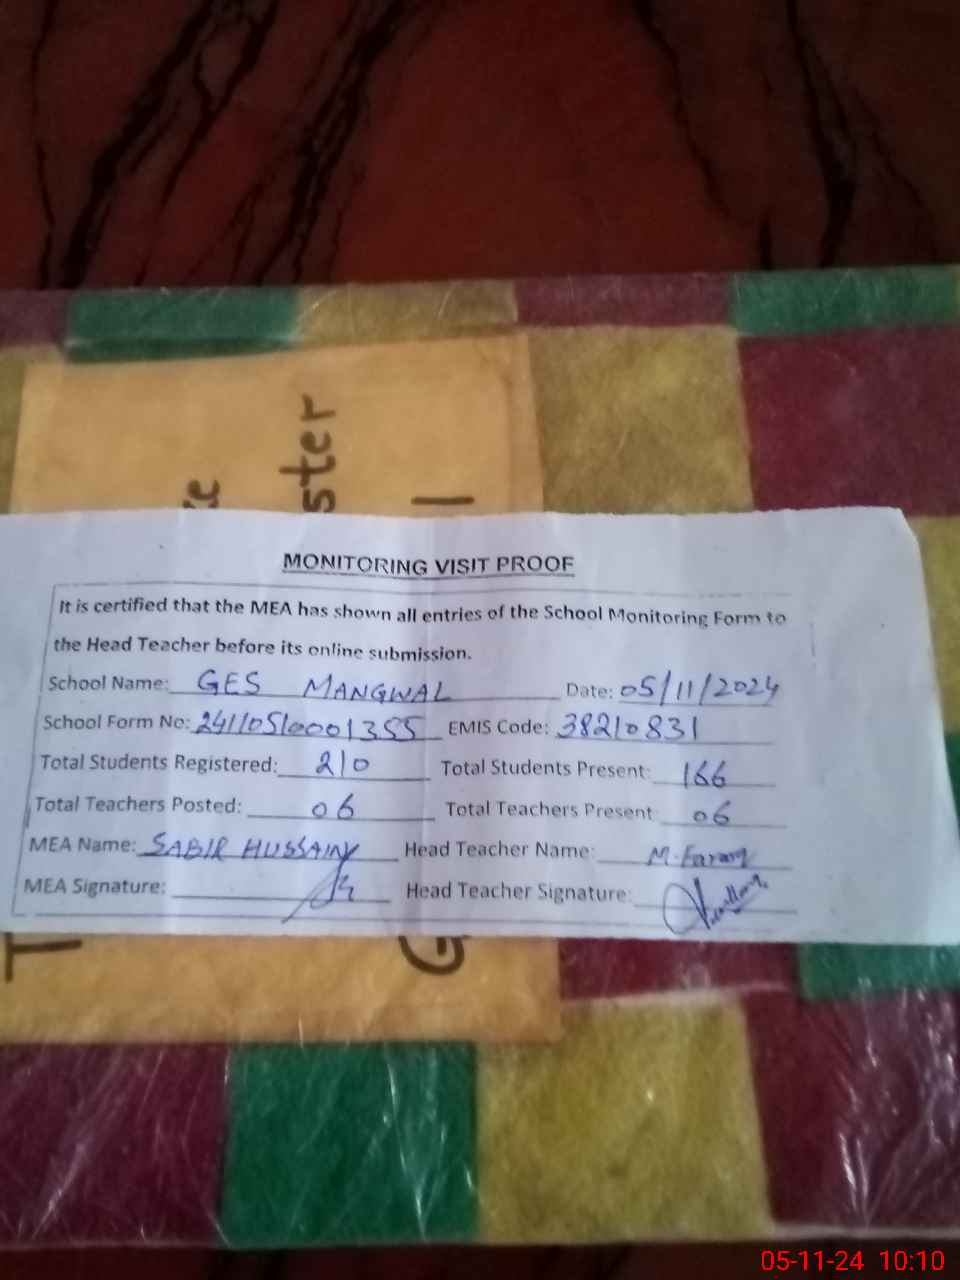 ster
MONITORING VISIT PROOF
It is certified that the MEA has shown all entries of the School Monitoring Form to
the Head Teacher before its online submission.
School Name: GES MANGWAL Date: 05/11/2024
School Form No: 24110510001355 EMIS Code: 38210831
Total Students Registered: 210 Total Students Present: 166
Total Teachers Posted: 06 Total Teachers Present: 06
MEA Name: SABIR HUSSAIN Head Teacher Name: M. Farooq
MEA Signature: Head Teacher Signature:
05-11-24 10:10